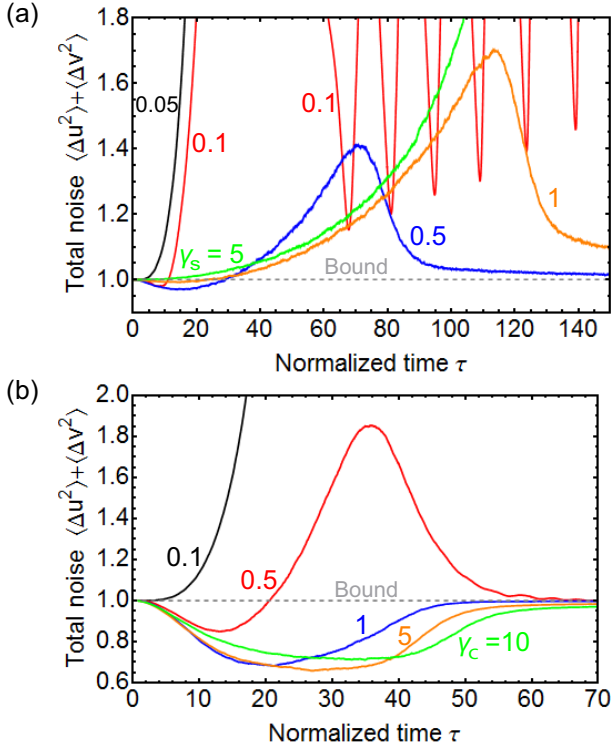 (a)
Total noise ⟨Δu²⟩+⟨Δv²⟩
1.8
1.6
1.4
1.2
1.0
0.05
0.1
0.1
γs = 5
0.5
1
Bound
0 20 40 60 80 100 120 140
Normalized time τ
(b)
Total noise ⟨Δu²⟩+⟨Δv²⟩
2.0
1.8
1.6
1.4
1.2
1.0
0.8
0.6
0.1
0.5
Bound
1
5
γc =10
0 10 20 30 40 50 60 70
Normalized time τ